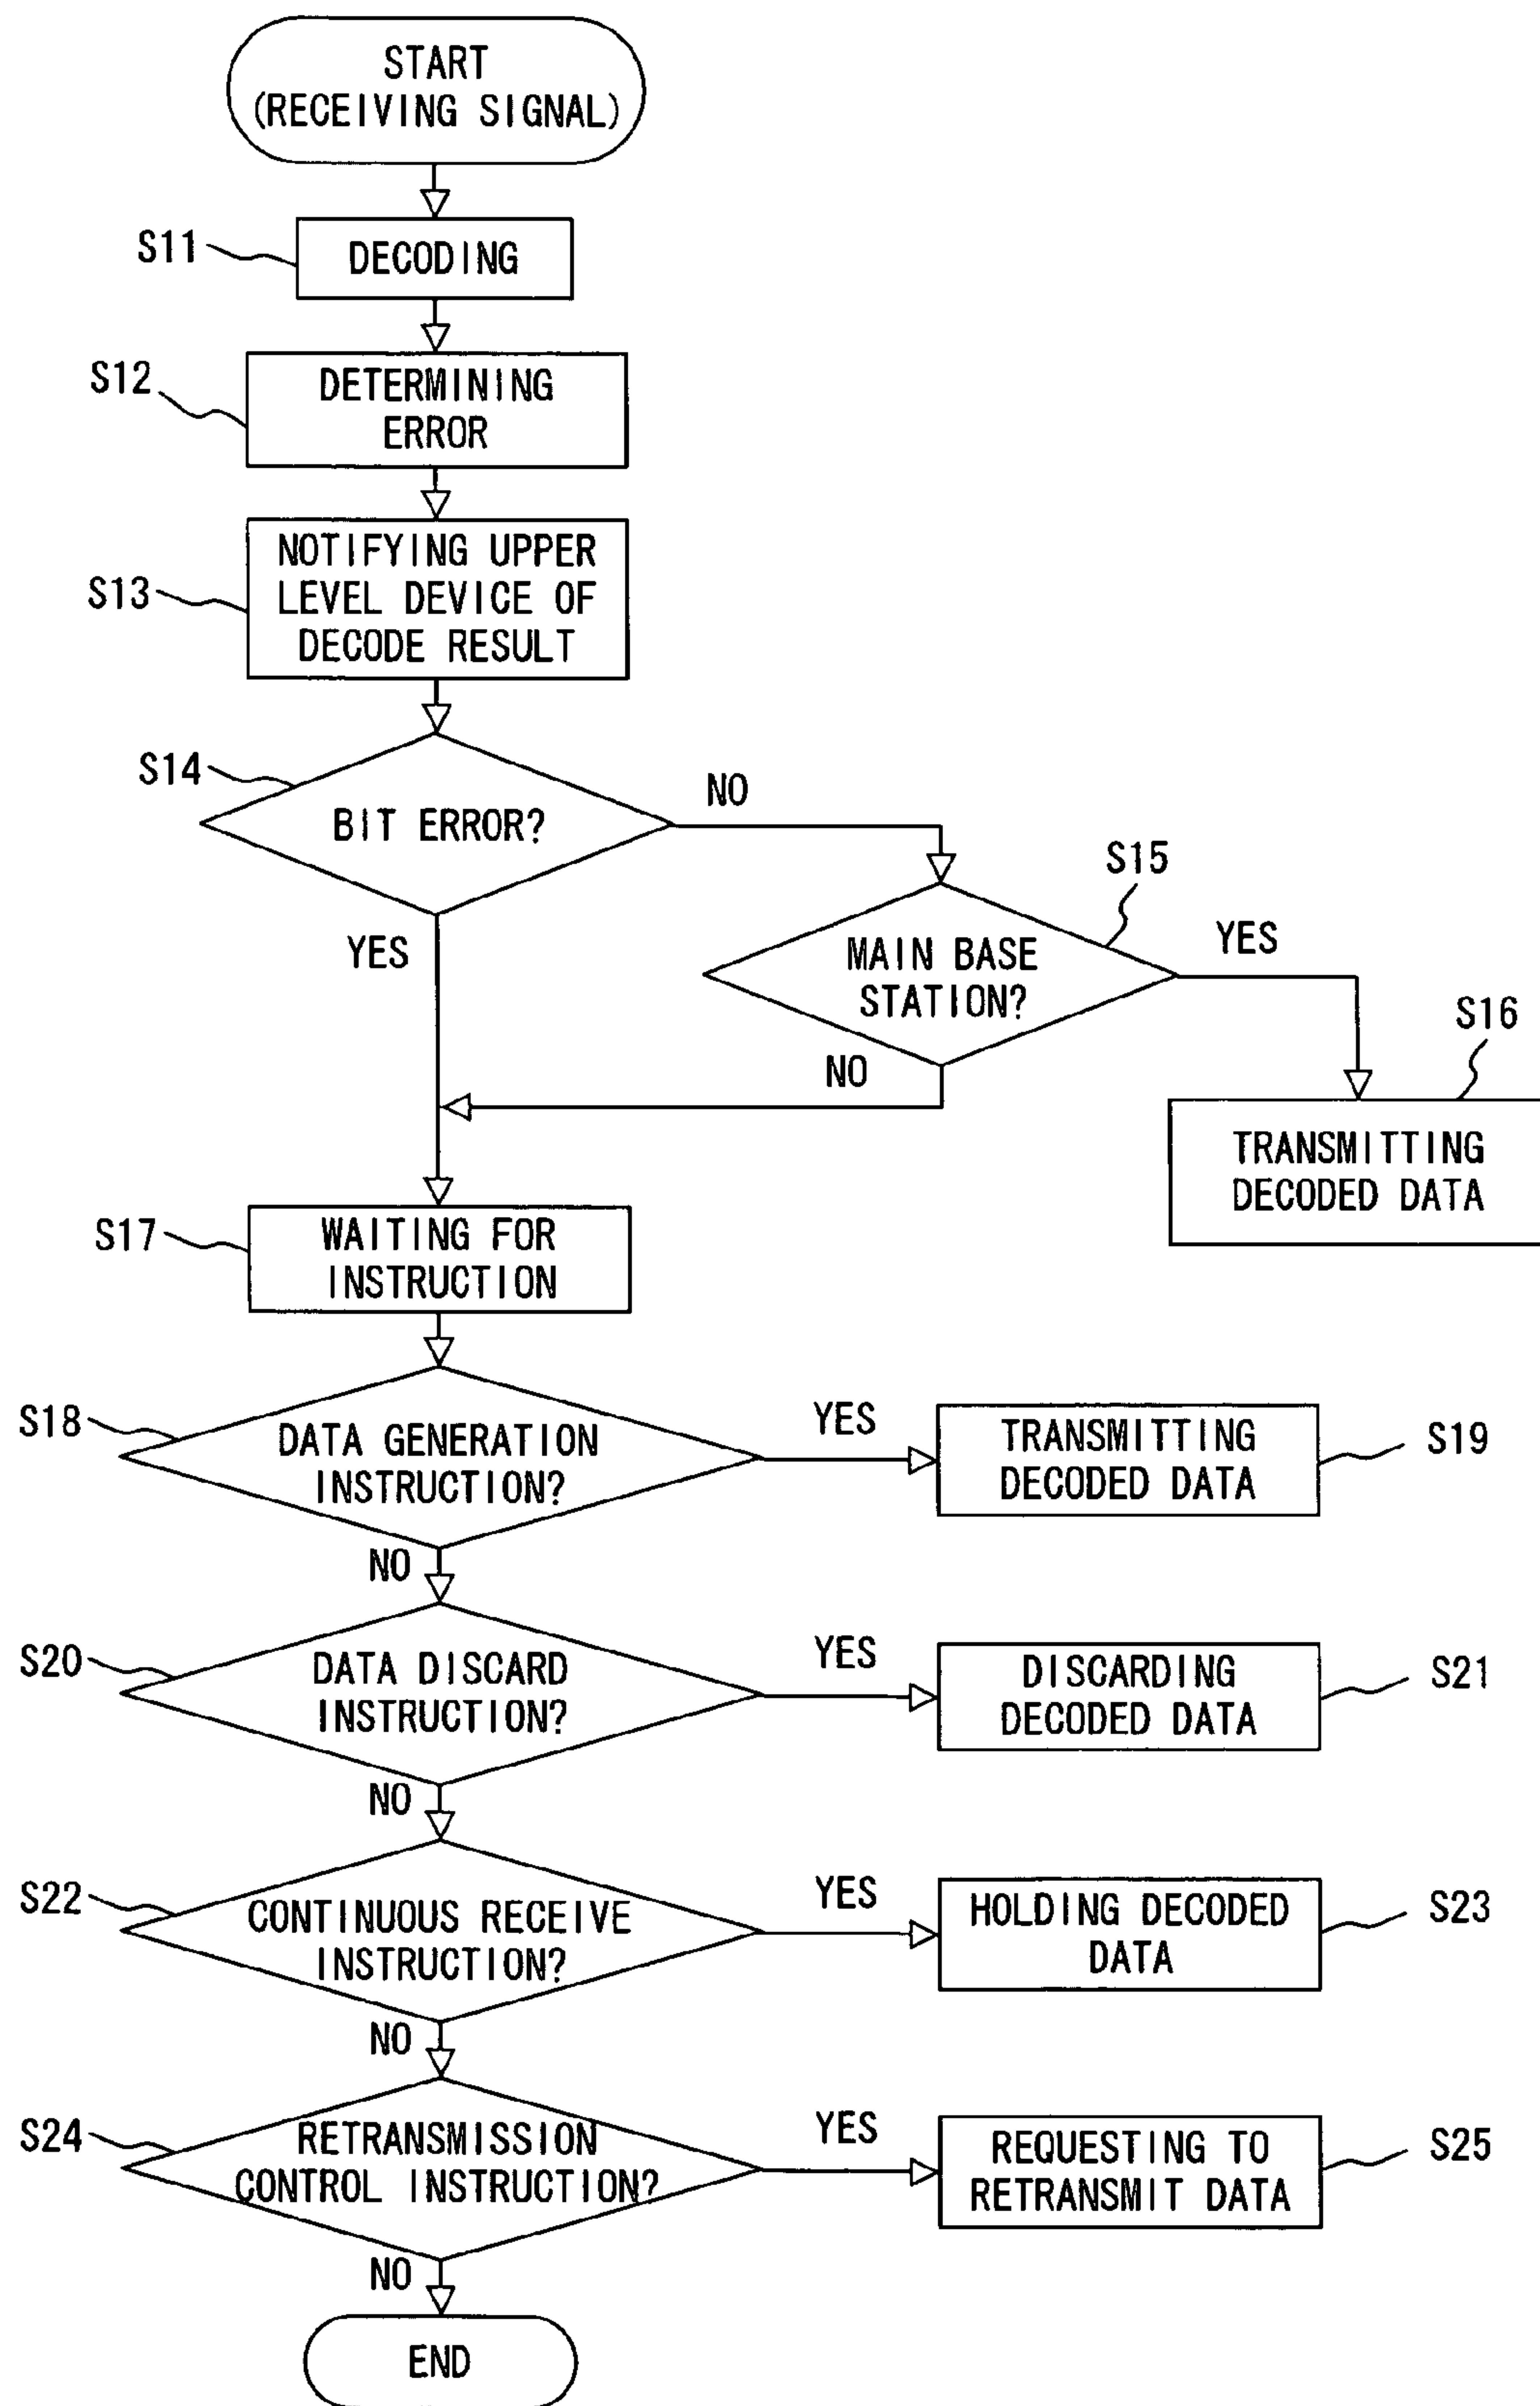 START
(RECEIVING SIGNAL)
S11
DECODING
S12
DETERMINING
ERROR
S13
NOTIFYING UPPER
LEVEL DEVICE OF
DECODE RESULT
S14
BIT ERROR?
NO
YES
S15
MAIN BASE
STATION?
YES
NO
S16
TRANSMITTING
DECODED DATA
S17
WAITING FOR
INSTRUCTION
S18
DATA GENERATION
INSTRUCTION?
YES
TRANSMITTING
DECODED DATA
S19
NO
S20
DATA DISCARD
INSTRUCTION?
YES
DISCARDING
DECODED DATA
S21
NO
S22
CONTINUOUS RECEIVE
INSTRUCTION?
YES
HOLDING DECODED
DATA
S23
NO
S24
RETRANSMISSION
CONTROL INSTRUCTION?
YES
REQUESTING TO
RETRANSMIT DATA
S25
NO
END